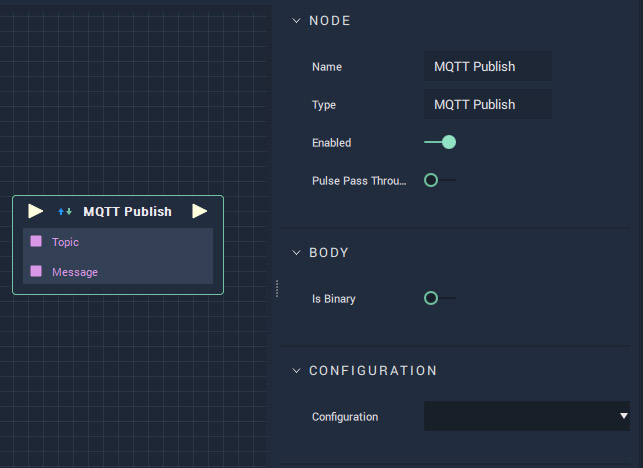 MQTT Publish
Topic
Message
NODE
Name MQTT Publish
Type MQTT Publish
Enabled
Pulse Pass Throu...
BODY
Is Binary
CONFIGURATION
Configuration